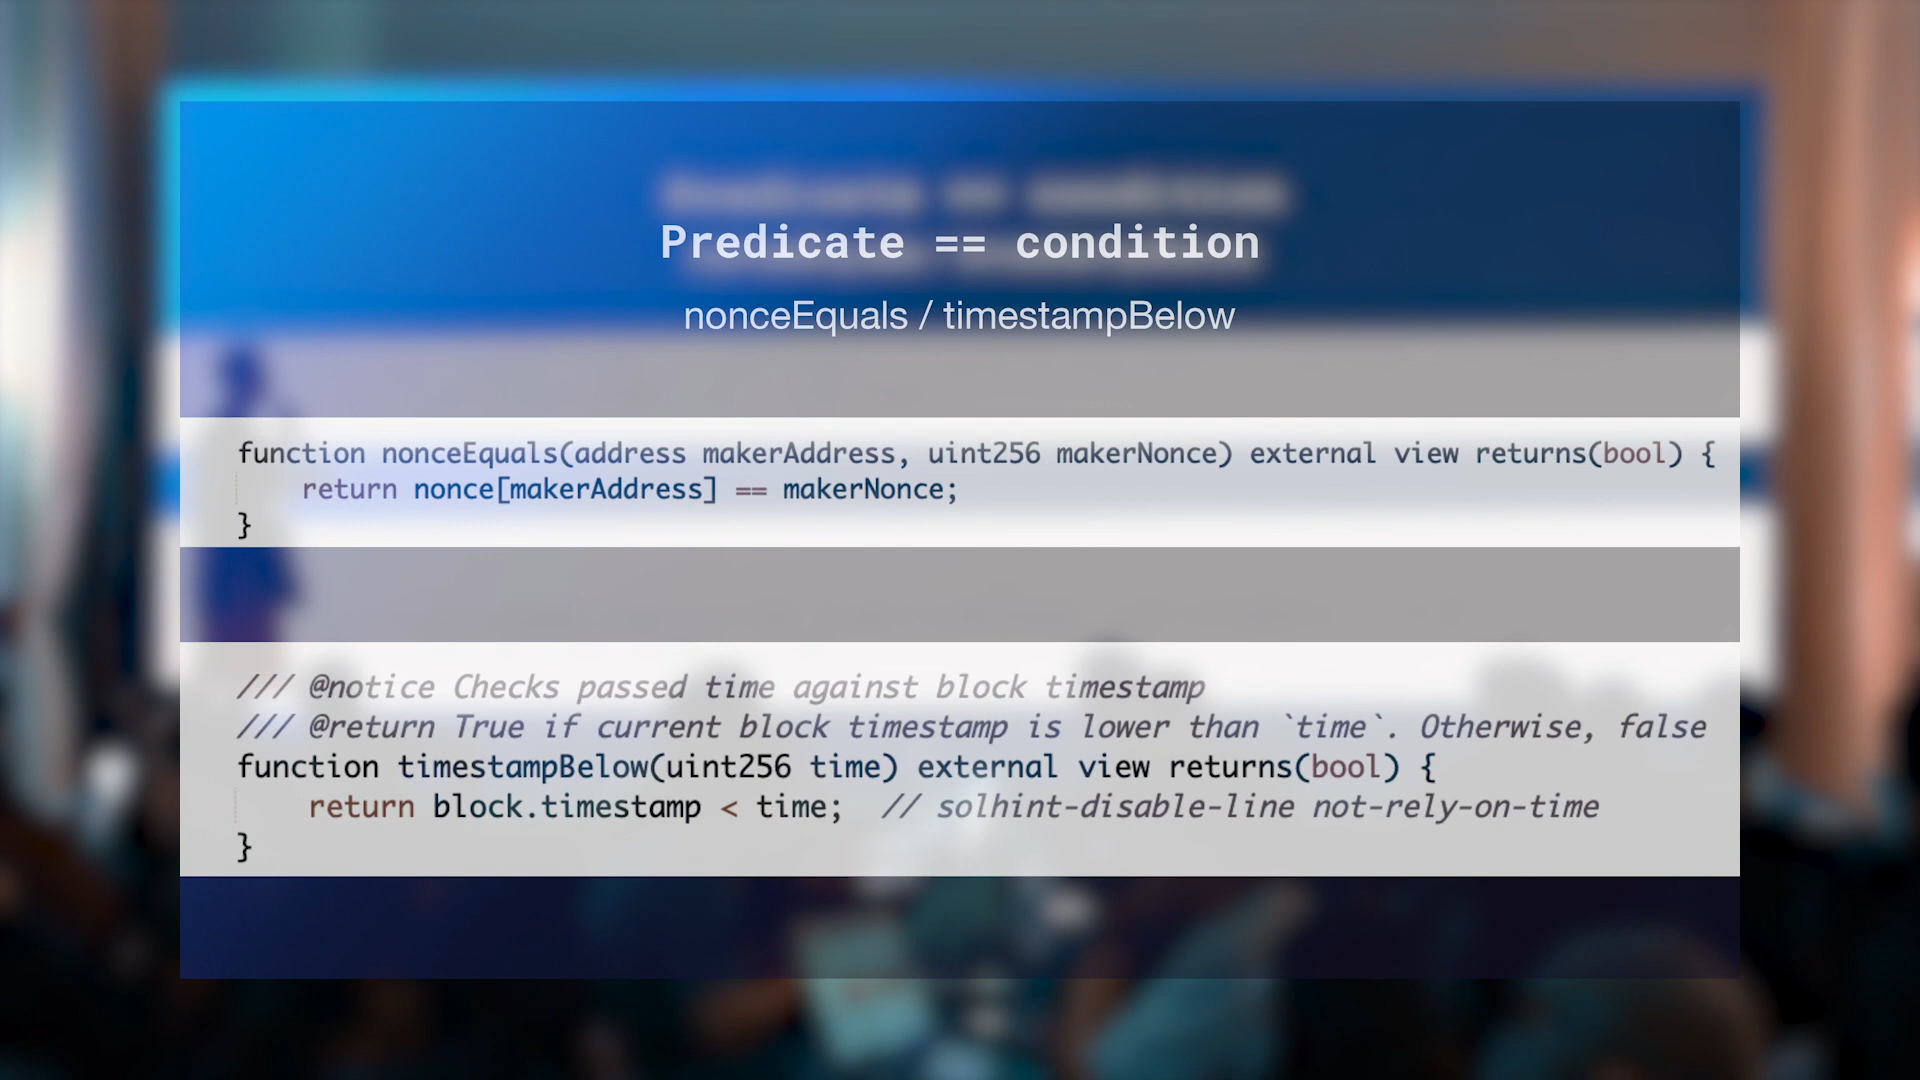 Predicate == condition
nonceEquals / timestampBelow
function nonceEquals(address makerAddress, uint256 makerNonce) external view returns(bool) {
    return nonce[makerAddress] == makerNonce;
}
/// @notice Checks passed time against block timestamp
/// @return True if current block timestamp is lower than `time`. Otherwise, false
function timestampBelow(uint256 time) external view returns(bool) {
    return block.timestamp < time;  // solhint-disable-line not-rely-on-time
}